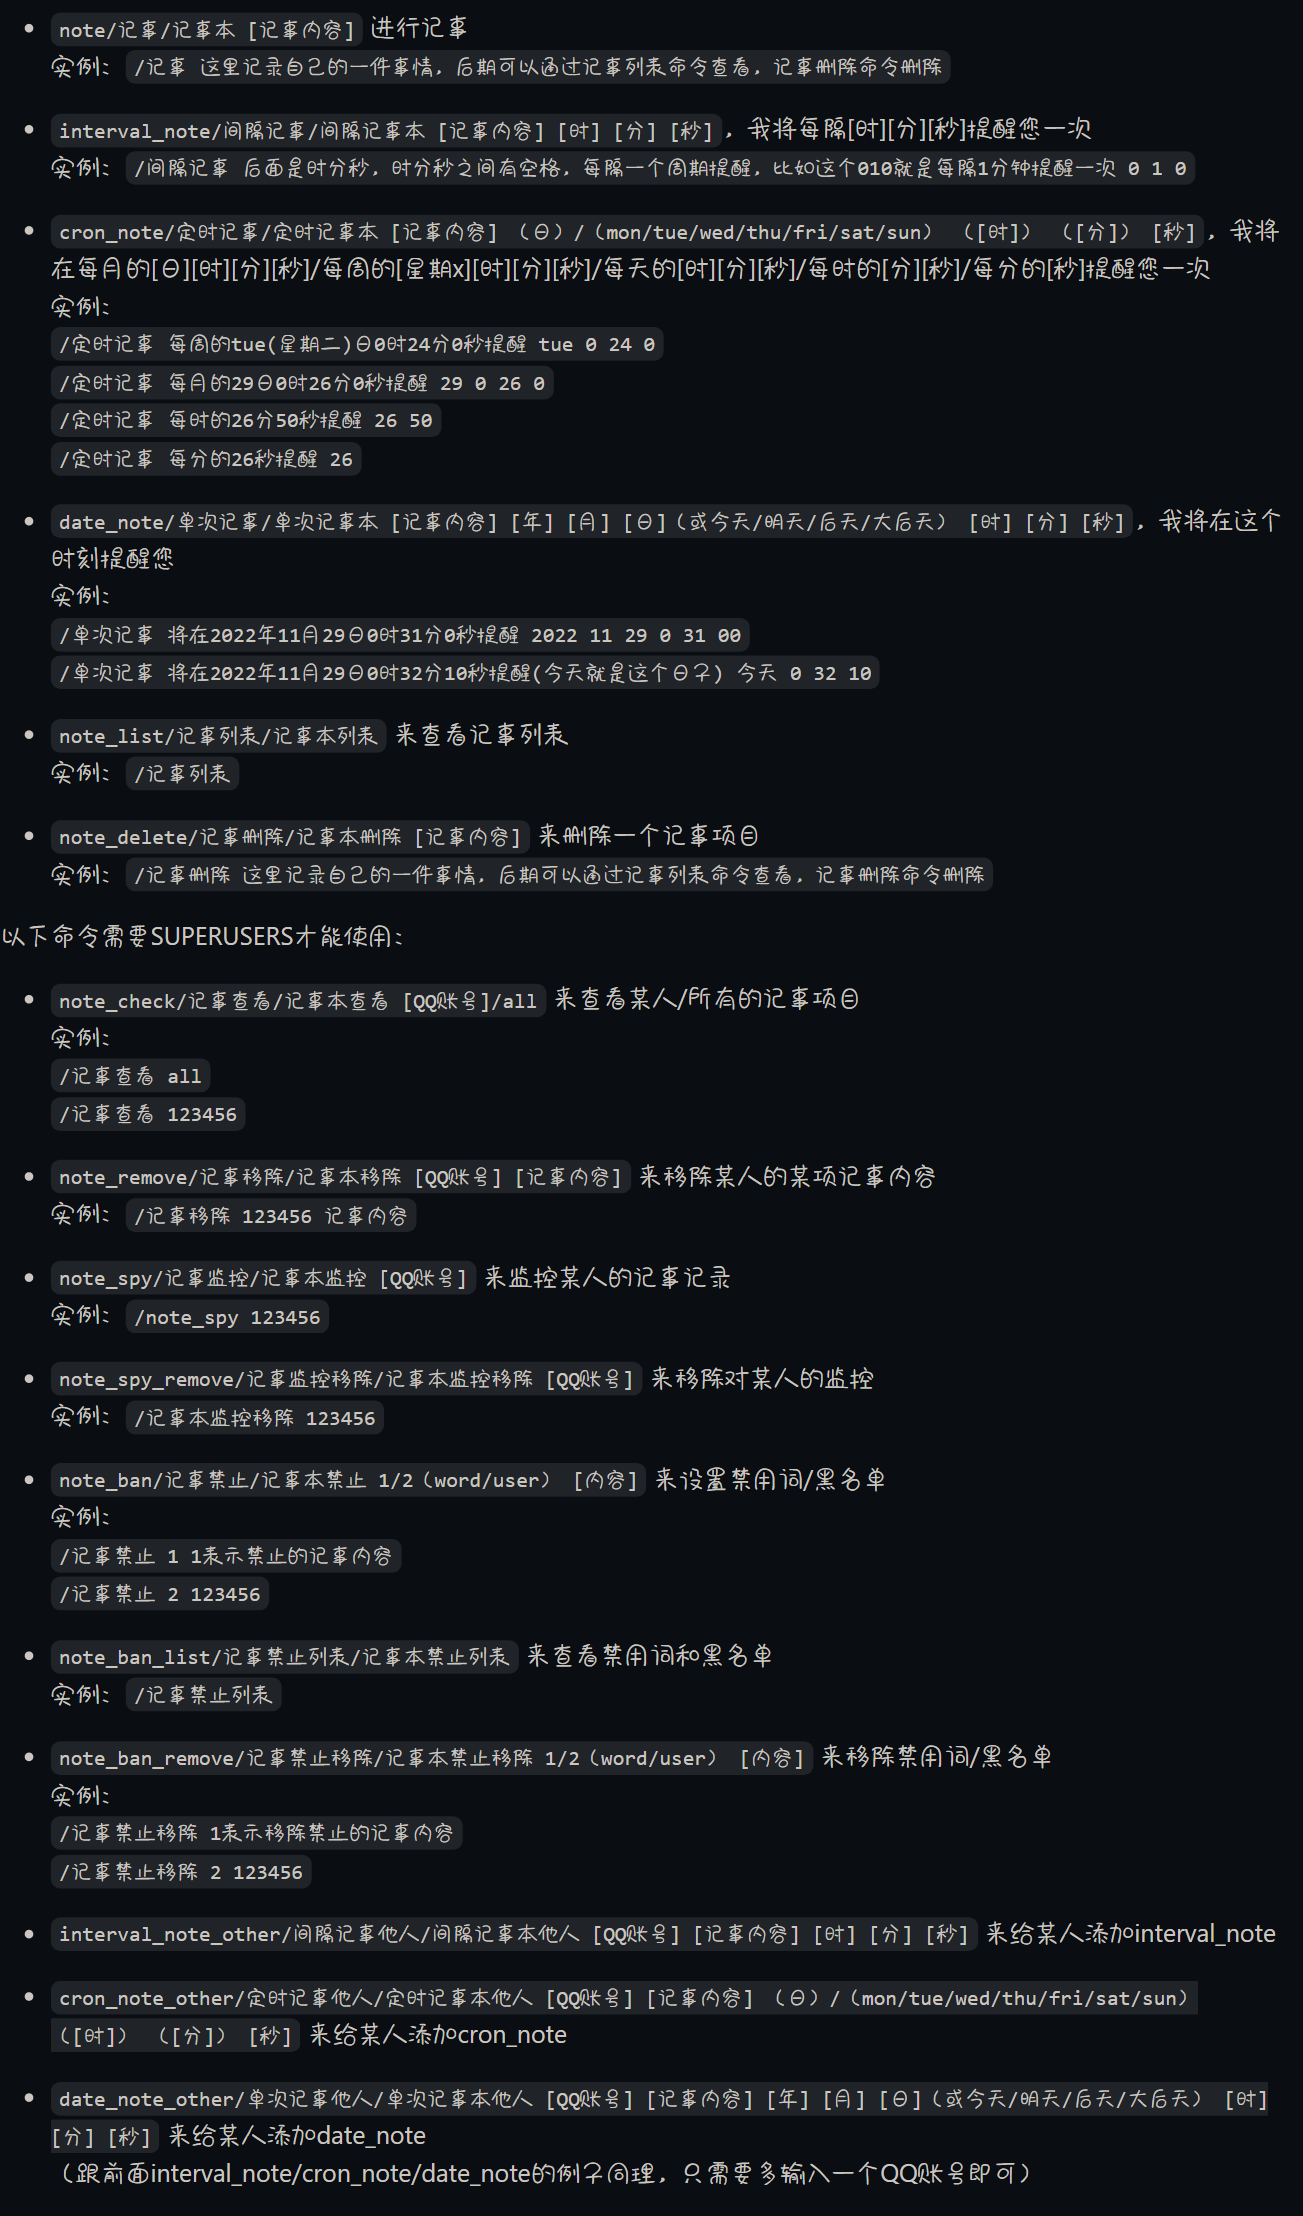 note/记事/记事本 [记事内容] 进行记事
实例： /记事 这里记录自己的一件事情，后期可以通过记事列表命令查看，记事删除命令删除
interval_note/间隔记事/间隔记事本 [记事内容] [时] [分] [秒] ，我将每隔[时][分][秒]提醒您一次
实例： /间隔记事 后面是时分秒，时分秒之间有空格，每隔一个周期提醒，比如这个010就是每隔1分钟提醒一次 0 1 0
cron_note/定时记事/定时记事本 [记事内容] （日）/（mon/tue/wed/thu/fri/sat/sun） （[时]） （[分]） [秒] ，我将
在每月的[日][时][分][秒]/每周的[星期x][时][分][秒]/每天的[时][分][秒]/每时的[分][秒]/每分的[秒]提醒您一次
实例：
/定时记事 每周的tue(星期二)日0时24分0秒提醒 tue 0 24 0
/定时记事 每月的29日0时26分0秒提醒 29 0 26 0
/定时记事 每时的26分50秒提醒 26 50
/定时记事 每分的26秒提醒 26
date_note/单次记事/单次记事本 [记事内容] [年] [月] [日]（或今天/明天/后天/大后天） [时] [分] [秒] ，我将在这个
时刻提醒您
实例：
/单次记事 将在2022年11月29日0时31分0秒提醒 2022 11 29 0 31 00
/单次记事 将在2022年11月29日0时32分10秒提醒(今天就是这个日子) 今天 0 32 10
note_list/记事列表/记事本列表 来查看记事列表
实例： /记事列表
note_delete/记事删除/记事本删除 [记事内容] 来删除一个记事项目
实例： /记事删除 这里记录自己的一件事情，后期可以通过记事列表命令查看，记事删除命令删除
以下命令需要SUPERUSERS才能使用：
note_check/记事查看/记事本查看 [QQ账号]/all 来查看某人/所有的记事项目
实例：
/记事查看 all
/记事查看 123456
note_remove/记事移除/记事本移除 [QQ账号] [记事内容] 来移除某人的某项记事内容
实例： /记事移除 123456 记事内容
note_spy/记事监控/记事本监控 [QQ账号] 来监控某人的记事记录
实例： /note_spy 123456
note_spy_remove/记事监控移除/记事本监控移除 [QQ账号] 来移除对某人的监控
实例： /记事本监控移除 123456
note_ban/记事禁止/记事本禁止 1/2（word/user） [内容] 来设置禁用词/黑名单
实例：
/记事禁止 1 1表示禁止的记事内容
/记事禁止 2 123456
note_ban_list/记事禁止列表/记事本禁止列表 来查看禁用词和黑名单
实例： /记事禁止列表
note_ban_remove/记事禁止移除/记事本禁止移除 1/2（word/user） [内容] 来移除禁用词/黑名单
实例：
/记事禁止移除 1表示移除禁止的记事内容
/记事禁止移除 2 123456
interval_note_other/间隔记事他人/间隔记事本他人 [QQ账号] [记事内容] [时] [分] [秒] 来给某人添加interval_note
cron_note_other/定时记事他人/定时记事本他人 [QQ账号] [记事内容] （日）/（mon/tue/wed/thu/fri/sat/sun）
（[时]） （[分]） [秒] 来给某人添加cron_note
date_note_other/单次记事他人/单次记事本他人 [QQ账号] [记事内容] [年] [月] [日]（或今天/明天/后天/大后天） [时]
[分] [秒] 来给某人添加date_note
（跟前面interval_note/cron_note/date_note的例子同理，只需要多输入一个QQ账号即可）